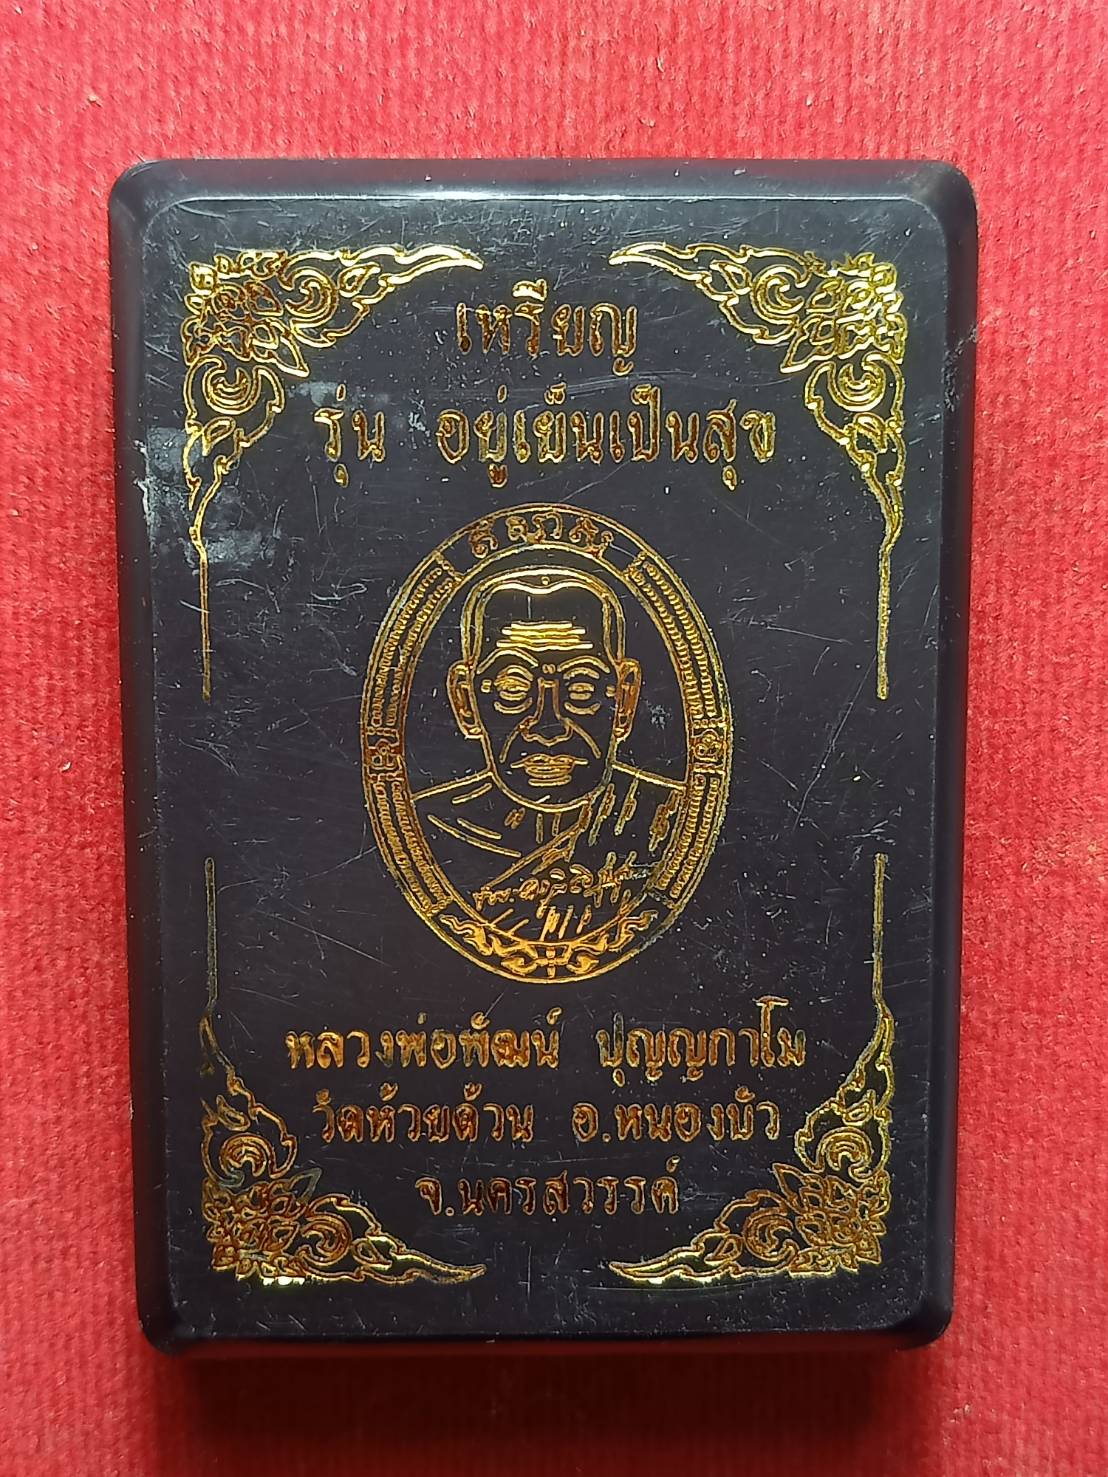 เหรียญ
รุ่น อยู่เย็นเป็นสุข
หลวงพ่อพัฒน์ ปุญญกาโม
วัดห้วยด้วน อ.หนองบัว
จ.นครสวรรค์